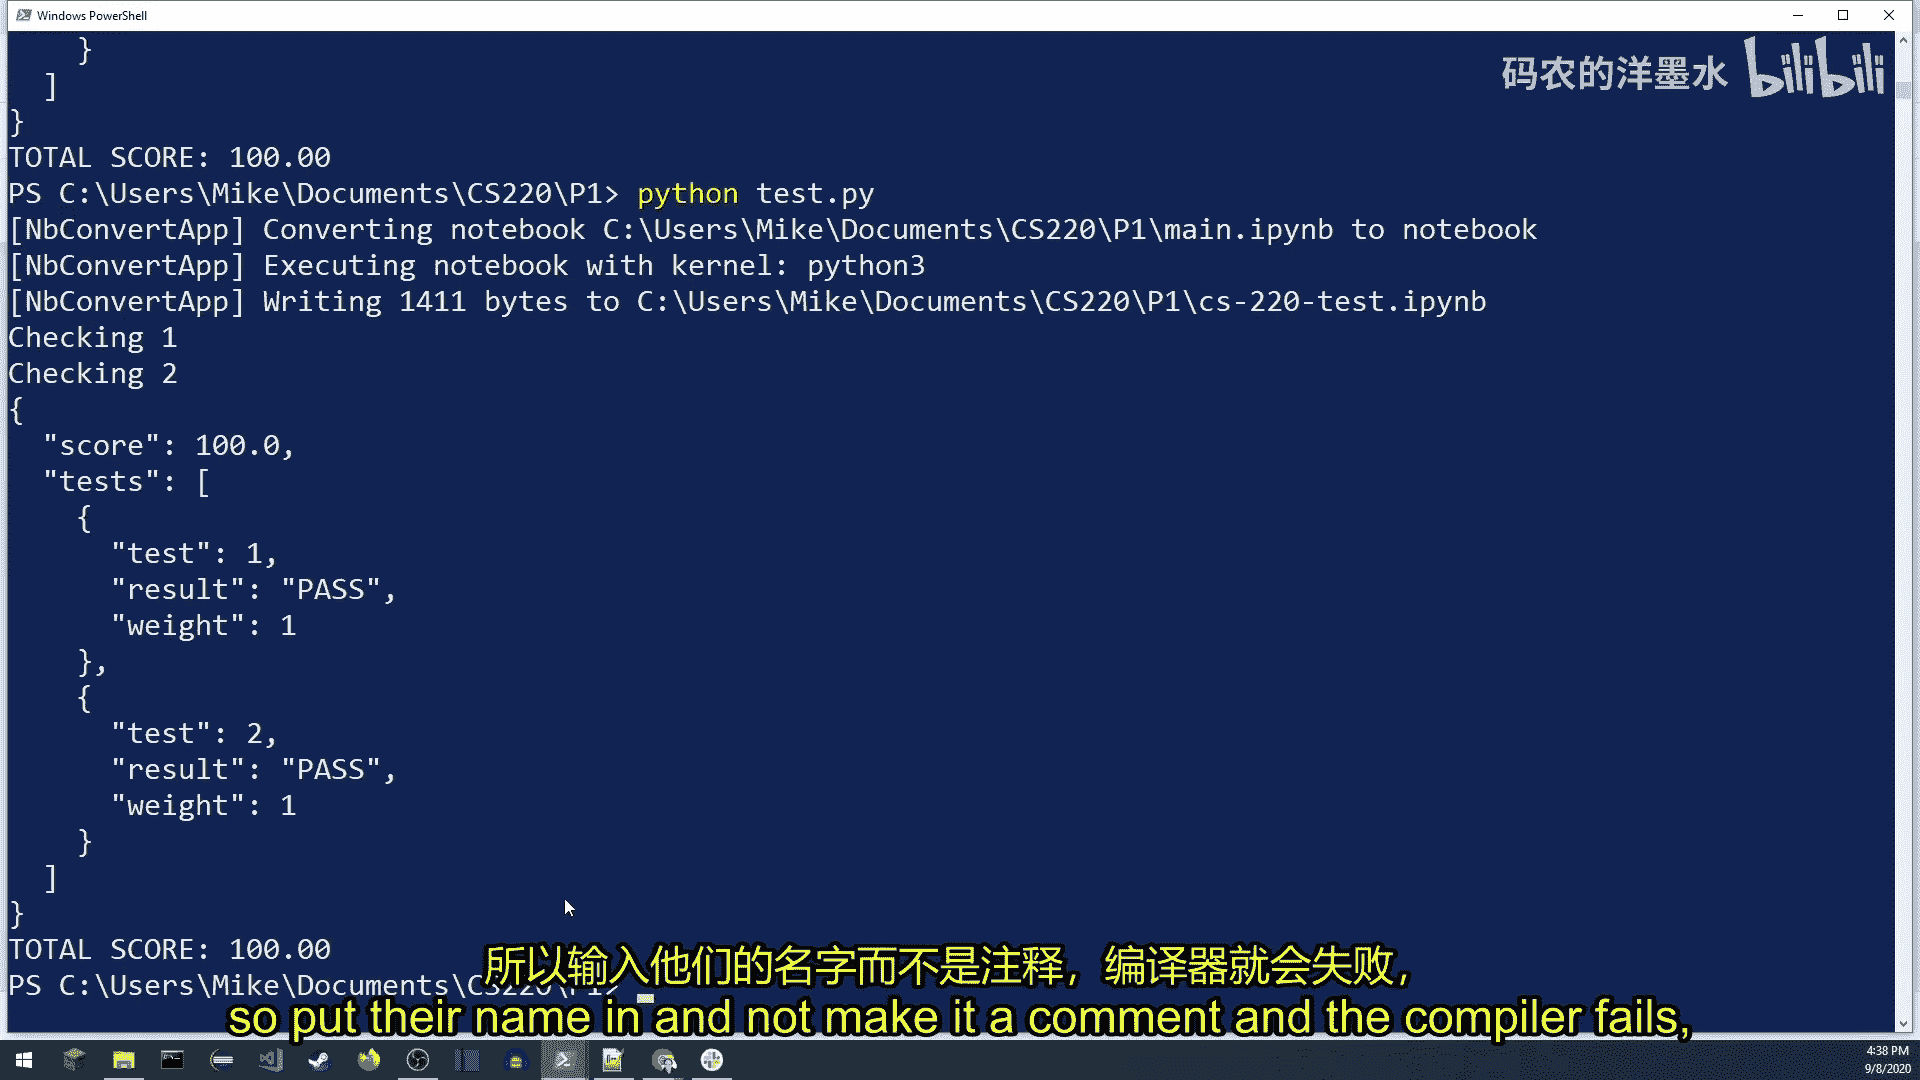 Windows PowerShell
码农的洋墨水 bilibili
}
]
}
TOTAL SCORE: 100.00
PS C:\Users\Mike\Documents\CS220\P1> python test.py
[NbConvertApp] Converting notebook C:\Users\Mike\Documents\CS220\P1\main.ipynb to notebook
[NbConvertApp] Executing notebook with kernel: python3
[NbConvertApp] Writing 1411 bytes to C:\Users\Mike\Documents\CS220\P1\cs-220-test.ipynb
Checking 1
Checking 2
{
"score": 100.0,
"tests": [
{
"test": 1,
"result": "PASS",
"weight": 1
},
{
"test": 2,
"result": "PASS",
"weight": 1
}
]
}
TOTAL SCORE: 100.00
PS C:\Users\Mike\Documents\CS220\P1>
所以输入他们的名字而不是注释，编译器就会失败，
so put their name in and not make it a comment and the compiler fails,
4:38 PM
9/8/2020